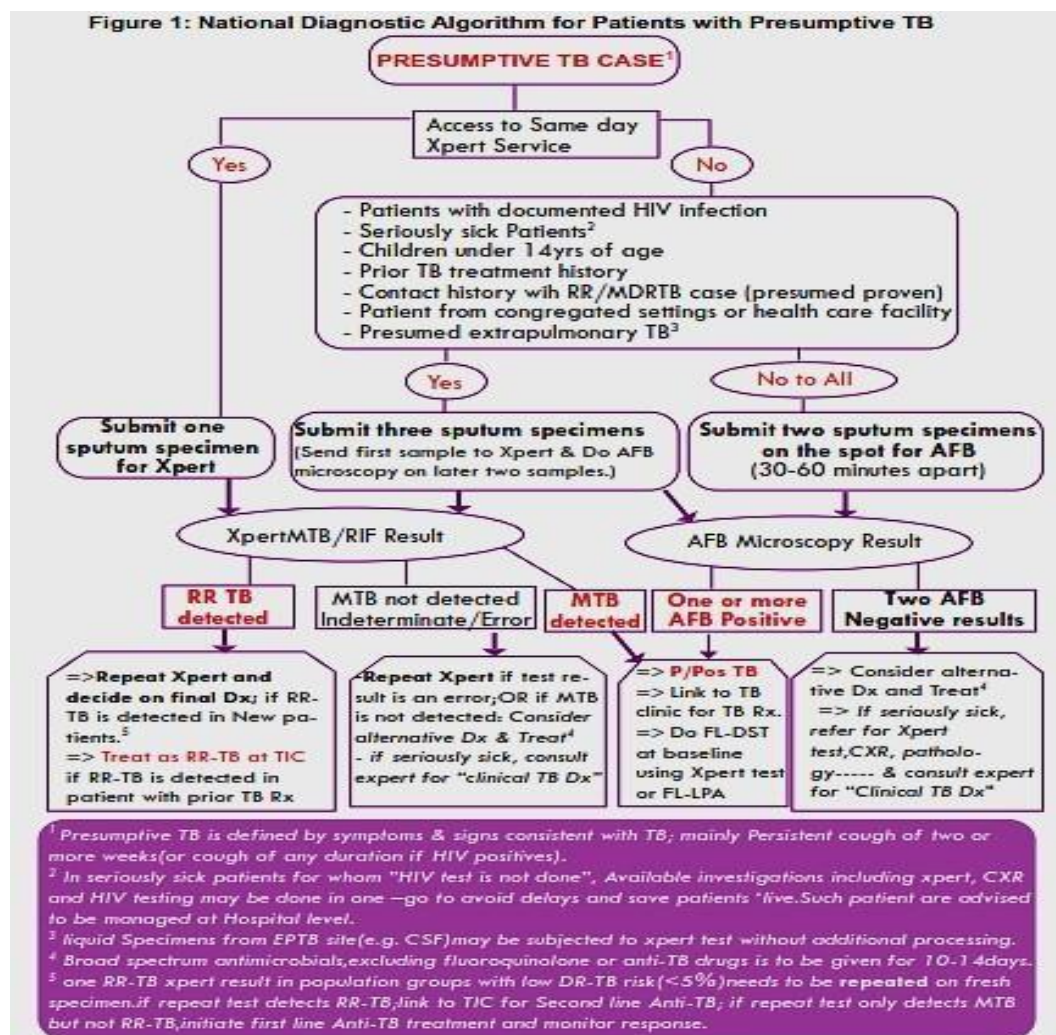 Figure 1: National Diagnostic Algorithm for Patients with Presumptive TB
PRESUMPTIVE TB CASE1
Access to Same day
Xpert Service
Yes
No
- Patients with documented HIV infection
- Seriously sick Patients2
- Children under 14yrs of age
- Prior TB treatment history
- Contact history wih RR/MDRTB case (presumed proven)
- Patient from congregated settings or health care facility
- Presumed extrapulmonary TB3
Yes
No to All
Submit one
sputum specimen
for Xpert
Submit three sputum specimens
(Send first sample to Xpert & Do AFB
microscopy on later two samples.)
Submit two sputum specimens
on the spot for AFB
(30-60 minutes apart)
XpertMTB/RIF Result
AFB Microscopy Result
RR TB
detected
MTB not detected
Indeterminate/Error
MTB
detected
One or more
AFB Positive
Two AFB
Negative results
=>Repeat Xpert and
decide on final Dx; if RR-
TB is detected in New pa-
tients.5
=> Treat as RR-TB at TIC
if RR-TB is detected in
patient with prior TB Rx
-Repeat Xpert if test re-
sult is an error;OR if MTB
is not detected: Consider
alternative Dx & Treat4
- if seriously sick, consult
expert for "clinical TB Dx"
=> P/Pos TB
=> Link to TB
clinic for TB Rx.
=> Do FL-DST
at baseline
using Xpert test
or FL-LPA
=> Consider alterna-
tive Dx and Treat4
=> If seriously sick,
refer for Xpert
test,CXR, patholo-
gy----- & consult expert
for "Clinical TB Dx"
1 Presumptive TB is defined by symptoms & signs consistent with TB; mainly Persistent cough of two or
more weeks(or cough of any duration if HIV positives).
2 In seriously sick patients for whom "HIV test is not done", Available investigations including xpert, CXR
and HIV testing may be done in one –go to avoid delays and save patients 'live.Such patient are advised
to be managed at Hospital level.
3 liquid Specimens from EPTB site(e.g. CSF)may be subjected to xpert test without additional processing.
4 Broad spectrum antimicrobials,excluding fluoroquinolone or anti-TB drugs is to be given for 10-14days.
5 one RR-TB xpert result in population groups with low DR-TB risk(<5%)needs to be repeated on fresh
specimen.if repeat test detects RR-TB;link to TIC for Second line Anti-TB; if repeat test only detects MTB
but not RR-TB,initiate first line Anti-TB treatment and monitor response.